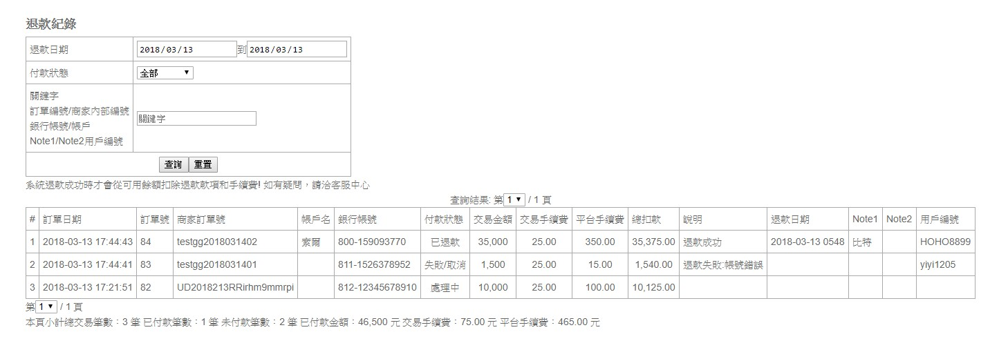 退款紀錄
退款日期 2018/03/13 到 2018/03/13
付款狀態 全部
關鍵字
訂單編號/商家內部編號
銀行帳號/帳戶
Note1/Note2用戶編號
關鍵字
查詢 重置
系統退款成功時才會從可用餘額扣除退款款項和手續費! 如有疑問，請洽客服中心
查詢結果: 第 1 / 1 頁
# 訂單日期 訂單號 商家訂單號 帳戶名 銀行帳號 付款狀態 交易金額 交易手續費 平台手續費 總扣款 說明 退款日期 Note1 Note2 用戶編號
1 2018-03-13 17:44:43 84 testgg2018031402 索爾 800-159093770 已退款 35,000 25.00 350.00 35,375.00 退款成功 2018-03-13 0548 比特 HOHO8899
2 2018-03-13 17:44:41 83 testgg2018031401 811-1526378952 失敗/取消 1,500 25.00 15.00 1,540.00 退款失敗:帳號錯誤 yiyi1205
3 2018-03-13 17:21:51 82 UD2018213RRirhm9mmrpi 812-12345678910 處理中 10,000 25.00 100.00 10,125.00
第 1 / 1 頁
本頁小計總交易筆數：3 筆 已付款筆數：1 筆 未付款筆數：2 筆 已付款金額：46,500 元 交易手續費：75.00 元 平台手續費：465.00 元